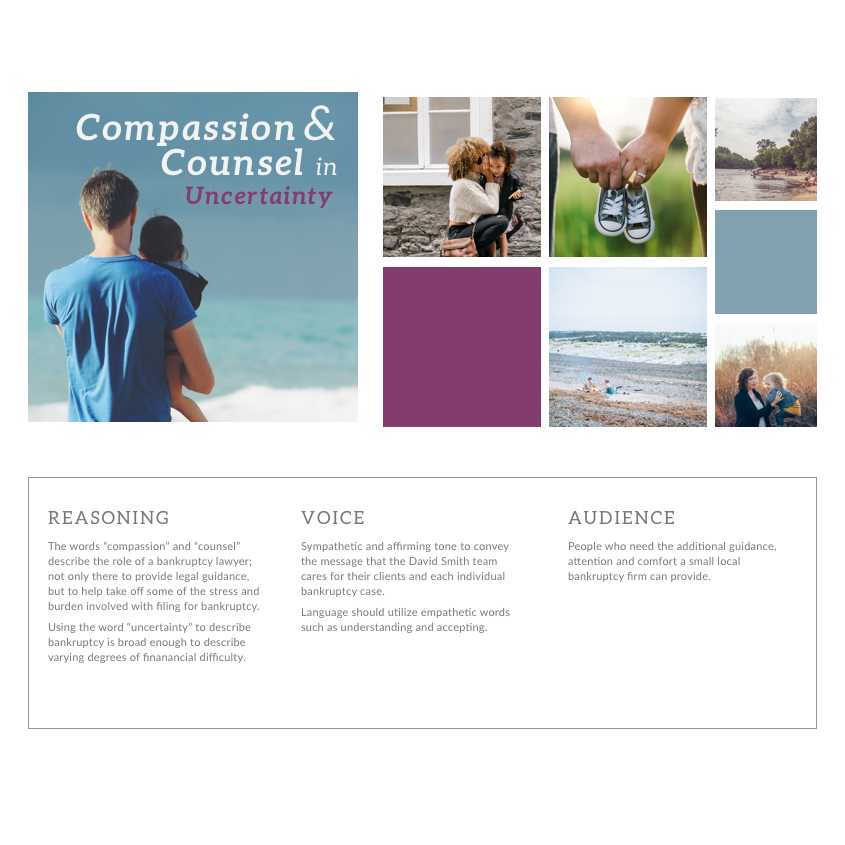 Compassion &
Counsel in
Uncertainty
REASONING
The words “compassion” and “counsel”
describe the role of a bankruptcy lawyer;
not only there to provide legal guidance,
but to help take off some of the stress and
burden involved with filing for bankruptcy.
Using the word “uncertainty” to describe
bankruptcy is broad enough to describe
varying degrees of finanancial difficulty.
VOICE
Sympathetic and affirming tone to convey
the message that the David Smith team
cares for their clients and each individual
bankruptcy case.
Language should utilize empathetic words
such as understanding and accepting.
AUDIENCE
People who need the additional guidance,
attention and comfort a small local
bankruptcy firm can provide.